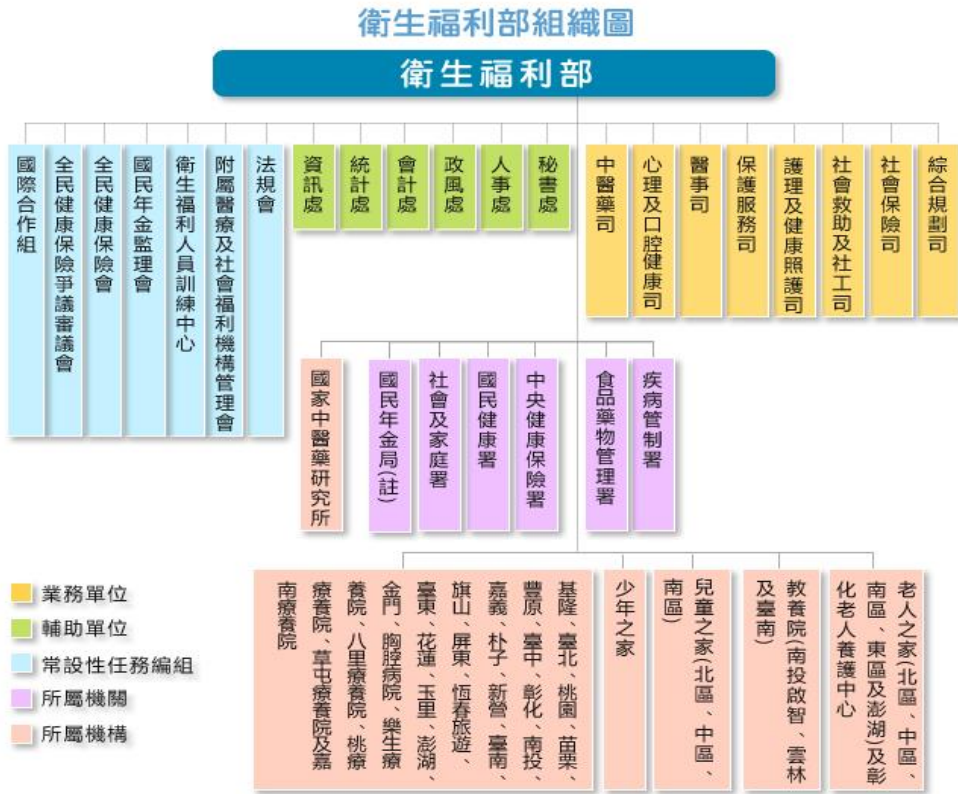 衛生福利部組織圖
衛生福利部
綜合規劃司
社會保險司
社會救助及社工司
護理及健康照護司
保護服務司
醫事司
心理及口腔健康司
中醫藥司
秘書處
人事處
政風處
會計處
統計處
資訊處
法規會
附屬醫療及社會福利機構管理會
衛生福利人員訓練中心
國民年金監理會
全民健康保險會
全民健康保險爭議審議會
國際合作組
疾病管制署
食品藥物管理署
中央健康保險署
國民健康署
社會及家庭署
國民年金局(註)
國家中醫藥研究所
老人之家(北區、中區、
南區、東區及澎湖)及彰
化老人養護中心
教養院(南投啟智、雲林
及臺南)
兒童之家(北區、中區、
南區)
少年之家
基隆、臺北、桃園、苗栗、
豐原、臺中、彰化、南投、
嘉義、朴子、新營、臺南、
旗山、屏東、恆春旅遊、
臺東、花蓮、玉里、澎湖、
金門、胸腔病院、樂生療
養院、八里療養院、桃療
療養院、草屯療養院及嘉
南療養院
業務單位
輔助單位
常設性任務編組
所屬機關
所屬機構